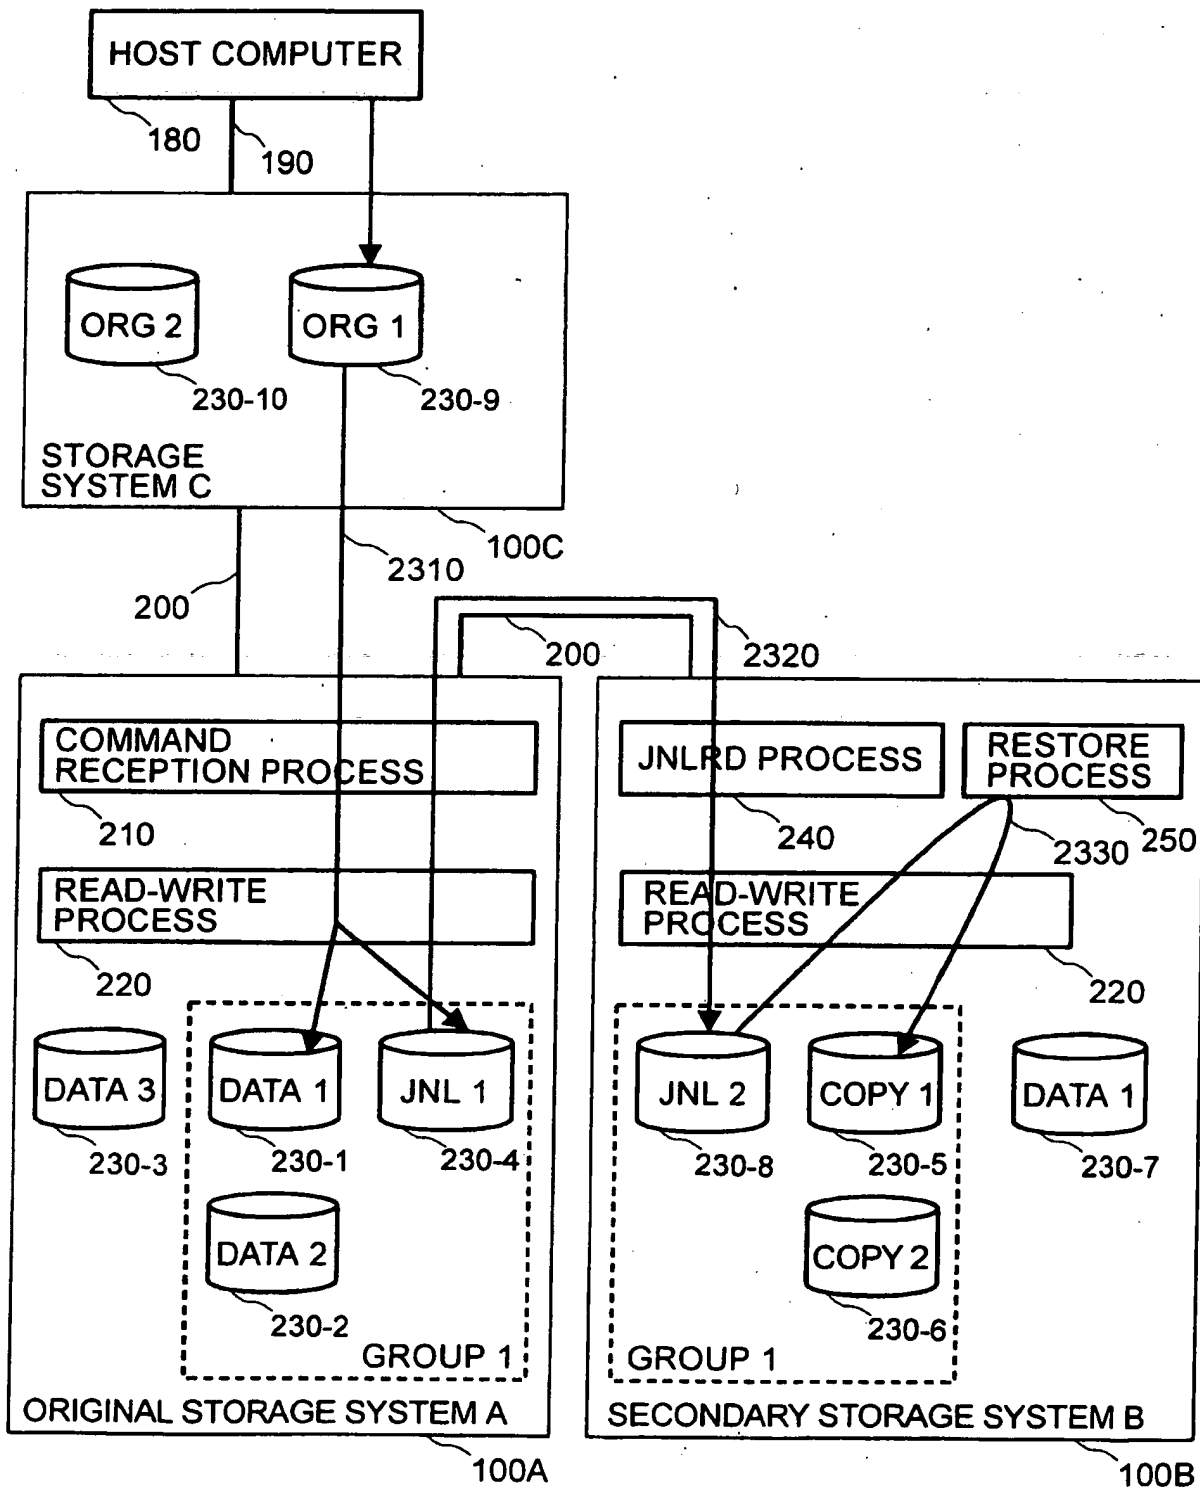 HOST COMPUTER
180
190
ORG 2
ORG 1
230-10
230-9
STORAGE
SYSTEM C
100C
2310
200
200
2320
COMMAND
RECEPTION PROCESS
210
JNLRD PROCESS
240
RESTORE
PROCESS
250
2330
READ-WRITE
PROCESS
220
READ-WRITE
PROCESS
220
DATA 3
230-3
DATA 1
230-1
JNL 1
230-4
DATA 2
230-2
GROUP 1
ORIGINAL STORAGE SYSTEM A
100A
JNL 2
230-8
COPY 1
230-5
DATA 1
230-7
COPY 2
230-6
GROUP 1
SECONDARY STORAGE SYSTEM B
100B